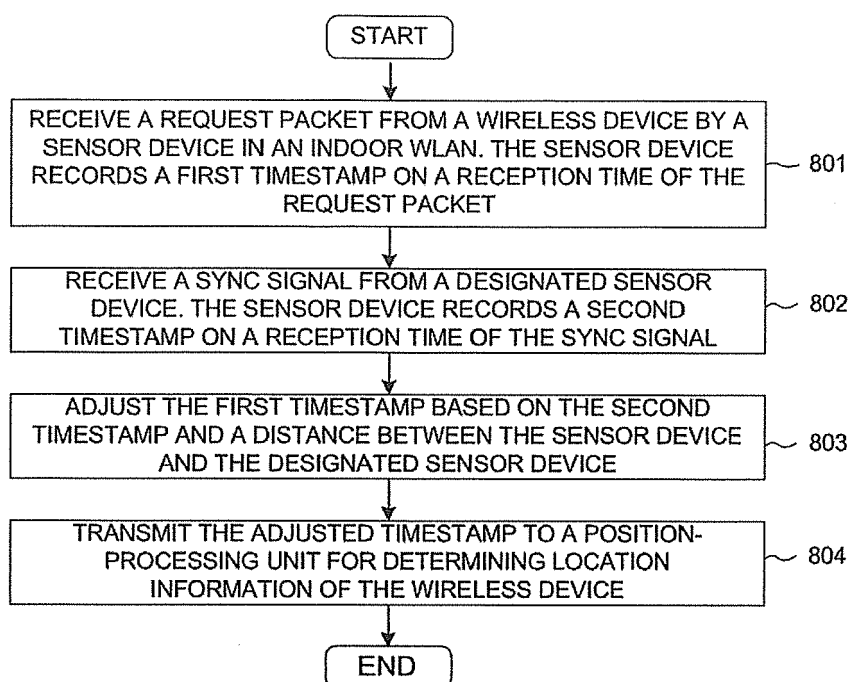 START
RECEIVE A REQUEST PACKET FROM A WIRELESS DEVICE BY A
SENSOR DEVICE IN AN INDOOR WLAN. THE SENSOR DEVICE
RECORDS A FIRST TIMESTAMP ON A RECEPTION TIME OF THE
REQUEST PACKET
801
RECEIVE A SYNC SIGNAL FROM A DESIGNATED SENSOR
DEVICE. THE SENSOR DEVICE RECORDS A SECOND
TIMESTAMP ON A RECEPTION TIME OF THE SYNC SIGNAL
802
ADJUST THE FIRST TIMESTAMP BASED ON THE SECOND
TIMESTAMP AND A DISTANCE BETWEEN THE SENSOR DEVICE
AND THE DESIGNATED SENSOR DEVICE
803
TRANSMIT THE ADJUSTED TIMESTAMP TO A POSITION-
PROCESSING UNIT FOR DETERMINING LOCATION
INFORMATION OF THE WIRELESS DEVICE
804
END